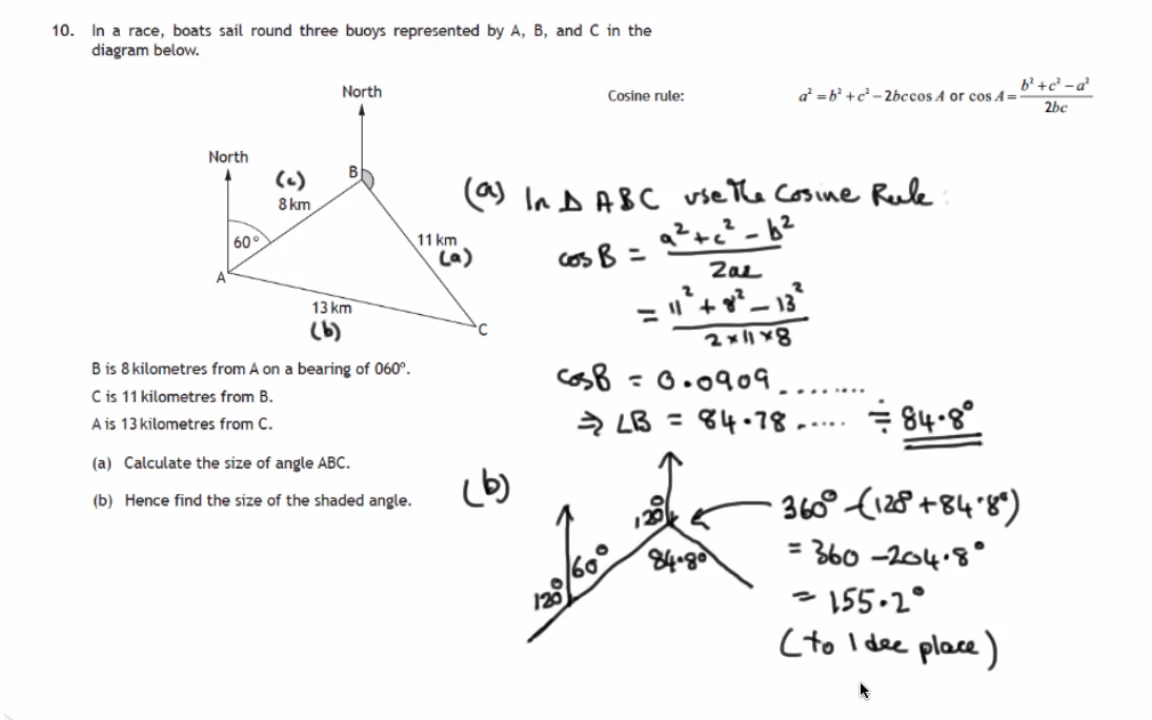 10. In a race, boats sail round three buoys represented by A, B, and C in the
diagram below.
Cosine rule: a² = b² + c² − 2bc cos A or cos A = (b² + c² − a²) / 2bc
North
North
B
(c)
8 km
60°
A
11 km
(a)
13 km
(b)
C
B is 8 kilometres from A on a bearing of 060°.
C is 11 kilometres from B.
A is 13 kilometres from C.
(a) Calculate the size of angle ABC.
(b) Hence find the size of the shaded angle.
(a) In △ ABC use the Cosine Rule:
cos B = (a² + c² − b²) / 2ac
= (11² + 8² − 13²) / (2 × 11 × 8)
cos B = 0.0909........
⇒ ∠B = 84.78...... ≑ 84.8°
(b)
120°
60°
120°
84.8°
360° − (120° + 84.8°)
= 360 − 204.8°
= 155.2°
(to 1 dec place)